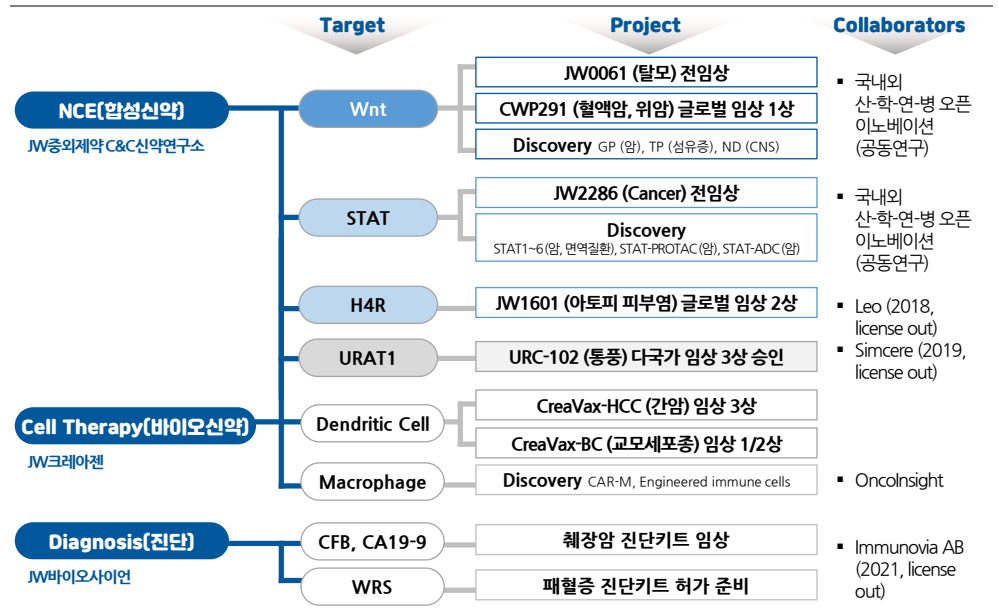 Target
Project
Collaborators
NCE(합성신약)
JW중외제약 C&C신약연구소
Wnt
JW0061 (탈모) 전임상
CWP291 (혈액암, 위암) 글로벌 임상 1상
Discovery GP (암), TP (섬유증), ND (CNS)
▪ 국내외
산-학-연-병 오픈
이노베이션
(공동연구)
STAT
JW2286 (Cancer) 전임상
Discovery
STAT1~6(암, 면역질환), STAT-PROTAC(암), STAT-ADC(암)
▪ 국내외
산-학-연-병 오픈
이노베이션
(공동연구)
H4R
JW1601 (아토피 피부염) 글로벌 임상 2상
▪ Leo (2018,
license out)
URAT1
URC-102 (통풍) 다국가 임상 3상 승인
▪ Simcere (2019,
license out)
Cell Therapy(바이오신약)
JW크레아젠
Dendritic Cell
CreaVax-HCC (간암) 임상 3상
CreaVax-BC (교모세포종) 임상 1/2상
Macrophage
Discovery CAR-M, Engineered immune cells
▪ OncoInsight
Diagnosis(진단)
JW바이오사이언
CFB, CA19-9
췌장암 진단키트 임상
▪ Immunovia AB
(2021, license
out)
WRS
패혈증 진단키트 허가 준비